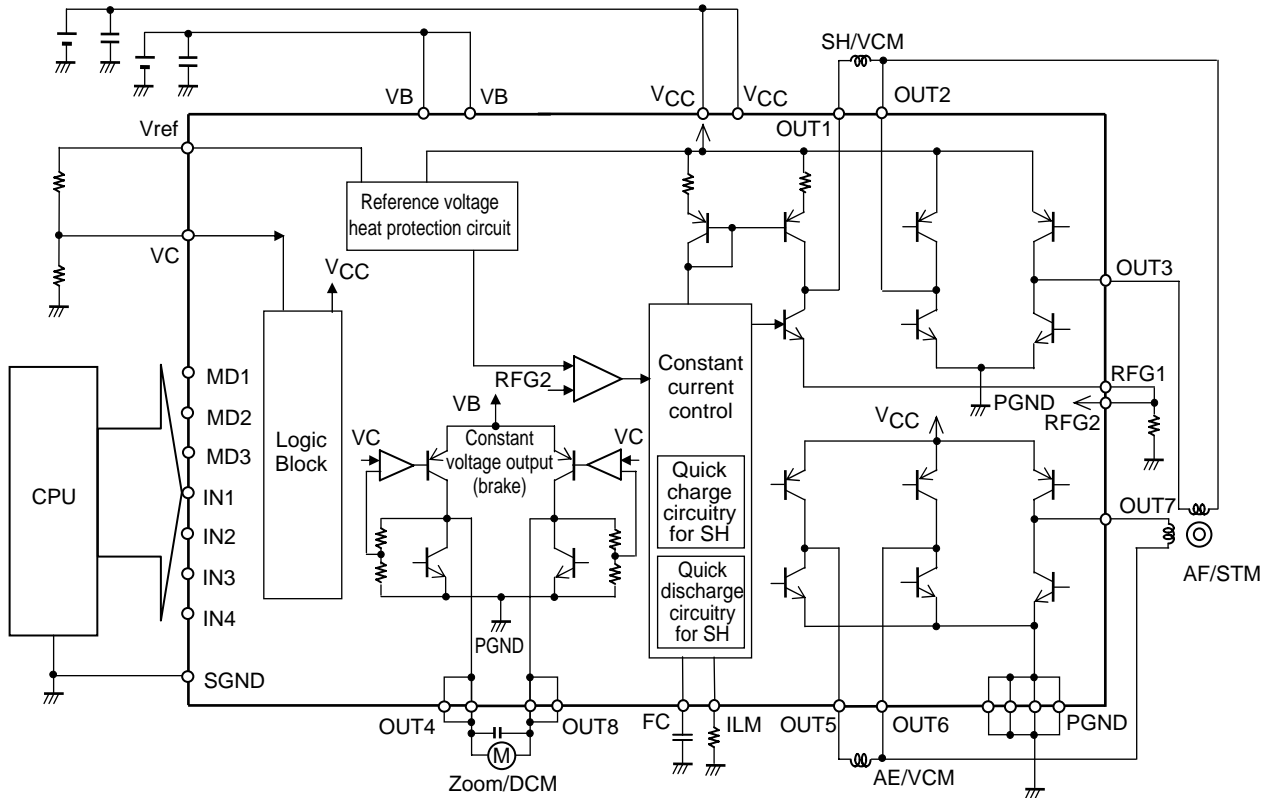 SH/VCM
VB
VB
VCC
VCC
OUT1
OUT2
Vref
Reference voltage
heat protection circuit
VC
VCC
OUT3
CPU
MD1
MD2
MD3
IN1
IN2
IN3
IN4
SGND
Logic
Block
RFG2
VB
VC
Constant
voltage output
(brake)
VC
PGND
Constant
current
control
Quick
charge
circuitry
for SH
Quick
discharge
circuitry
for SH
PGND
RFG1
RFG2
VCC
OUT7
AF/STM
OUT4
OUT8
FC
ILM
OUT5
OUT6
PGND
M
Zoom/DCM
AE/VCM